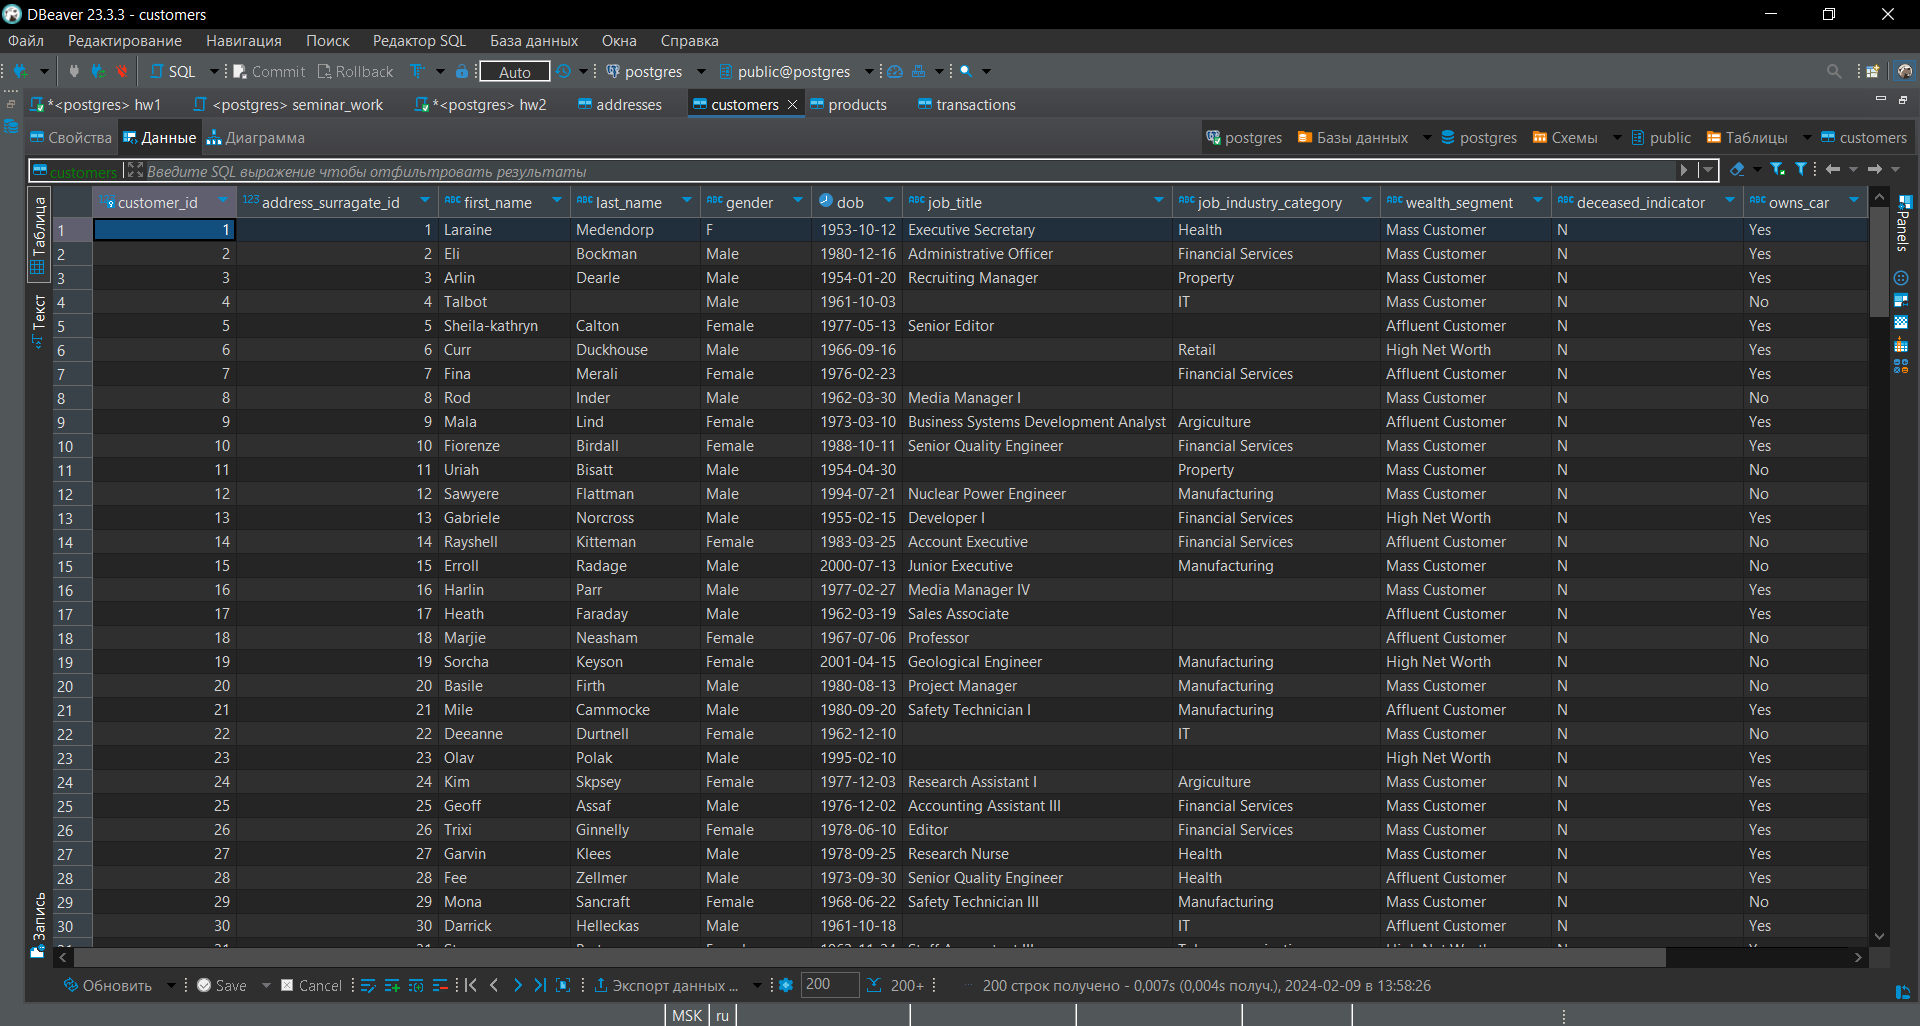 DBeaver 23.3.3 - customers
Файл Редактирование Навигация Поиск Редактор SQL База данных Окна Справка
SQL Commit Rollback Auto postgres public@postgres
*<postgres> hw1 <postgres> seminar_work *<postgres> hw2 addresses customers products transactions
Свойства Данные Диаграмма postgres Базы данных postgres Схемы public Таблицы customers
customers Введите SQL выражение чтобы отфильтровать результаты
Таблица
Текст
Запись
Panels
customer_id 123 address_surragate_id ABC first_name ABC last_name ABC gender dob ABC job_title ABC job_industry_category ABC wealth_segment ABC deceased_indicator ABC owns_car
1 1 1 Laraine Medendorp F 1953-10-12 Executive Secretary Health Mass Customer N Yes
2 2 2 Eli Bockman Male 1980-12-16 Administrative Officer Financial Services Mass Customer N Yes
3 3 3 Arlin Dearle Male 1954-01-20 Recruiting Manager Property Mass Customer N Yes
4 4 4 Talbot Male 1961-10-03 IT Mass Customer N No
5 5 5 Sheila-kathryn Calton Female 1977-05-13 Senior Editor Affluent Customer N Yes
6 6 6 Curr Duckhouse Male 1966-09-16 Retail High Net Worth N Yes
7 7 7 Fina Merali Female 1976-02-23 Financial Services Affluent Customer N Yes
8 8 8 Rod Inder Male 1962-03-30 Media Manager I Mass Customer N No
9 9 9 Mala Lind Female 1973-03-10 Business Systems Development Analyst Argiculture Affluent Customer N Yes
10 10 10 Fiorenze Birdall Female 1988-10-11 Senior Quality Engineer Financial Services Mass Customer N Yes
11 11 11 Uriah Bisatt Male 1954-04-30 Property Mass Customer N No
12 12 12 Sawyere Flattman Male 1994-07-21 Nuclear Power Engineer Manufacturing Mass Customer N No
13 13 13 Gabriele Norcross Male 1955-02-15 Developer I Financial Services High Net Worth N Yes
14 14 14 Rayshell Kitteman Female 1983-03-25 Account Executive Financial Services Affluent Customer N No
15 15 15 Erroll Radage Male 2000-07-13 Junior Executive Manufacturing Mass Customer N No
16 16 16 Harlin Parr Male 1977-02-27 Media Manager IV Mass Customer N Yes
17 17 17 Heath Faraday Male 1962-03-19 Sales Associate Affluent Customer N Yes
18 18 18 Marjie Neasham Female 1967-07-06 Professor Affluent Customer N No
19 19 19 Sorcha Keyson Female 2001-04-15 Geological Engineer Manufacturing High Net Worth N No
20 20 20 Basile Firth Male 1980-08-13 Project Manager Manufacturing Mass Customer N No
21 21 21 Mile Cammocke Male 1980-09-20 Safety Technician I Manufacturing Affluent Customer N Yes
22 22 22 Deeanne Durtnell Female 1962-12-10 IT Mass Customer N No
23 23 23 Olav Polak Male 1995-02-10 High Net Worth N Yes
24 24 24 Kim Skpsey Female 1977-12-03 Research Assistant I Argiculture Mass Customer N Yes
25 25 25 Geoff Assaf Male 1976-12-02 Accounting Assistant III Financial Services Mass Customer N Yes
26 26 26 Trixi Ginnelly Female 1978-06-10 Editor Financial Services Mass Customer N Yes
27 27 27 Garvin Klees Male 1978-09-25 Research Nurse Health Mass Customer N Yes
28 28 28 Fee Zellmer Male 1973-09-30 Senior Quality Engineer Health Affluent Customer N Yes
29 29 29 Mona Sancraft Female 1968-06-22 Safety Technician III Manufacturing Mass Customer N No
30 30 30 Darrick Helleckas Male 1961-10-18 IT Affluent Customer N Yes
Обновить Save Cancel Экспорт данных ... 200 200+ 200 строк получено - 0,007s (0,004s получ.), 2024-02-09 в 13:58:26
MSK ru